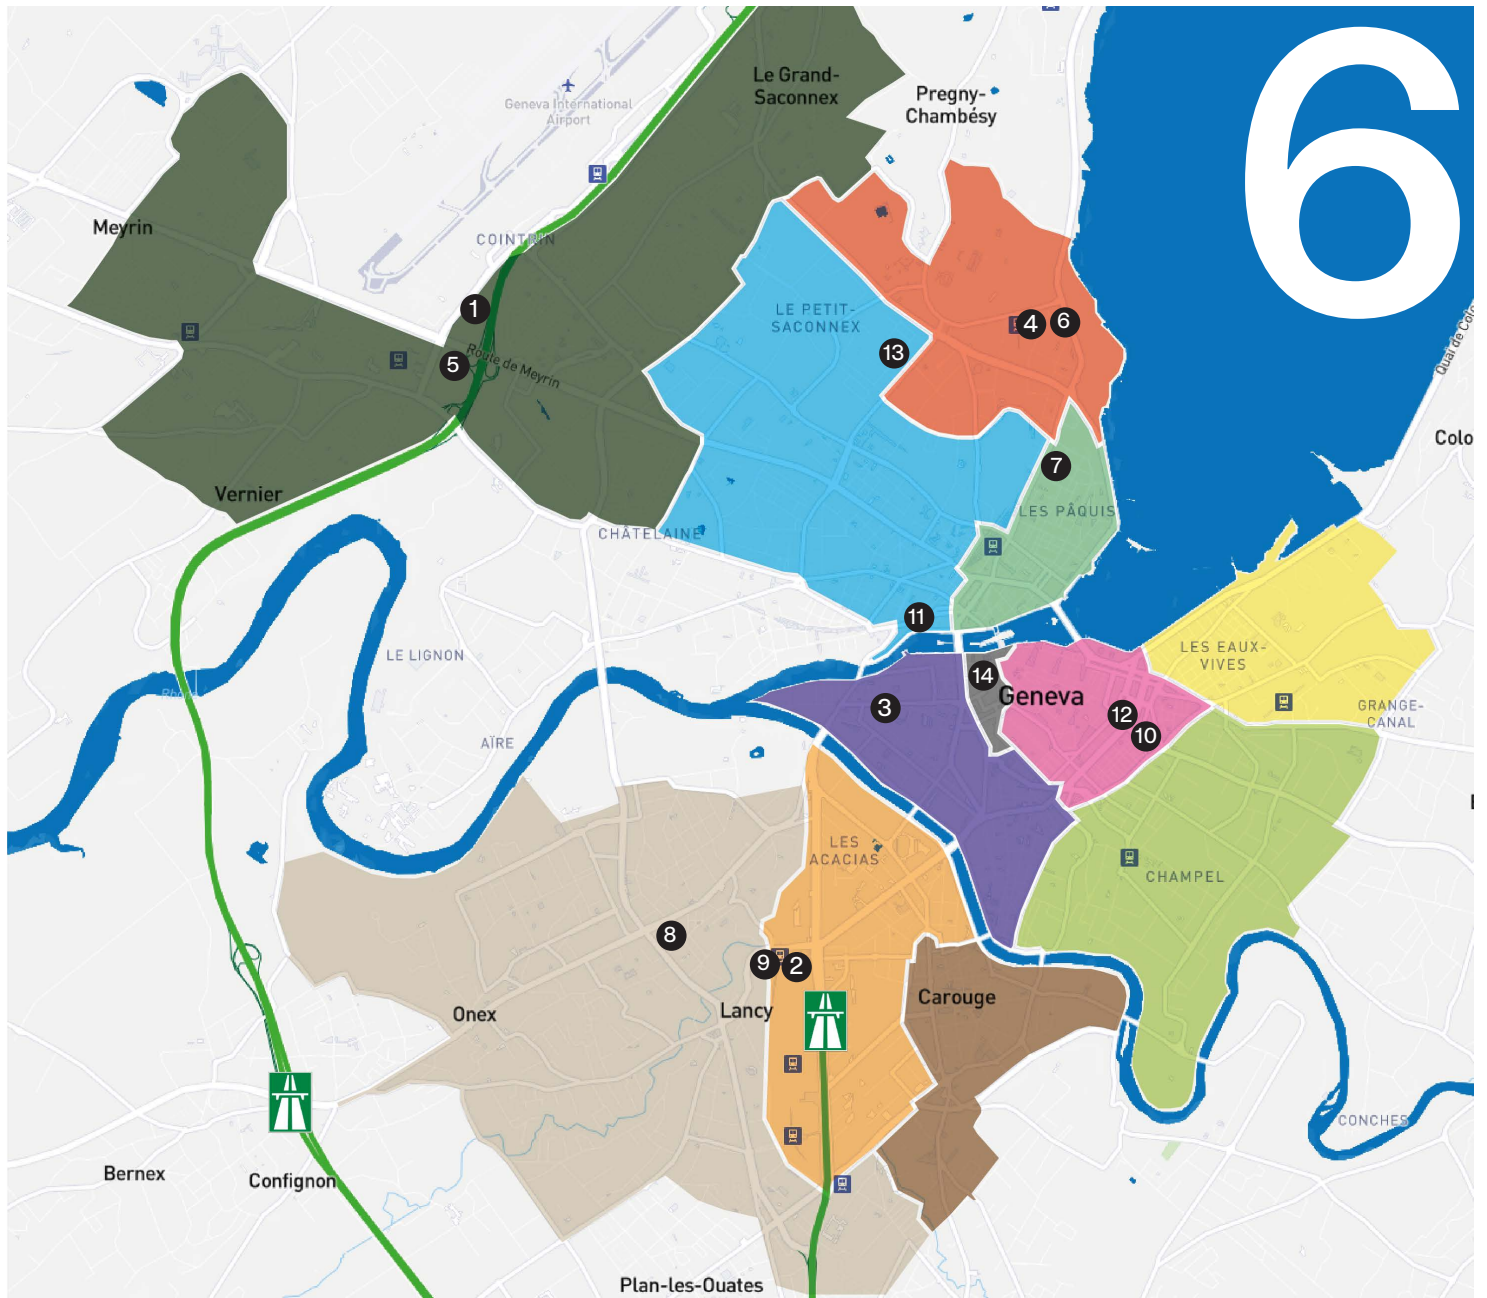 6
Le Grand-
Saconnex
Pregny-
Chambésy
Geneva International
Airport
Meyrin
COINTRIN
1
LE PETIT-
SACONNEX
4
6
13
5
Route de Meyrin
Quai de Colo
Colo
7
Vernier
LES PÂQUIS
CHÂTELAINE
11
LE LIGNON
LES EAUX-
VIVES
14
Geneva
Rhône
3
12
10
GRANGE-
CANAL
AÏRE
LES
ACACIAS
CHAMPEL
8
9
2
Onex
Lancy
Carouge
CONCHES
Bernex
Confignon
Plan-les-Ouates